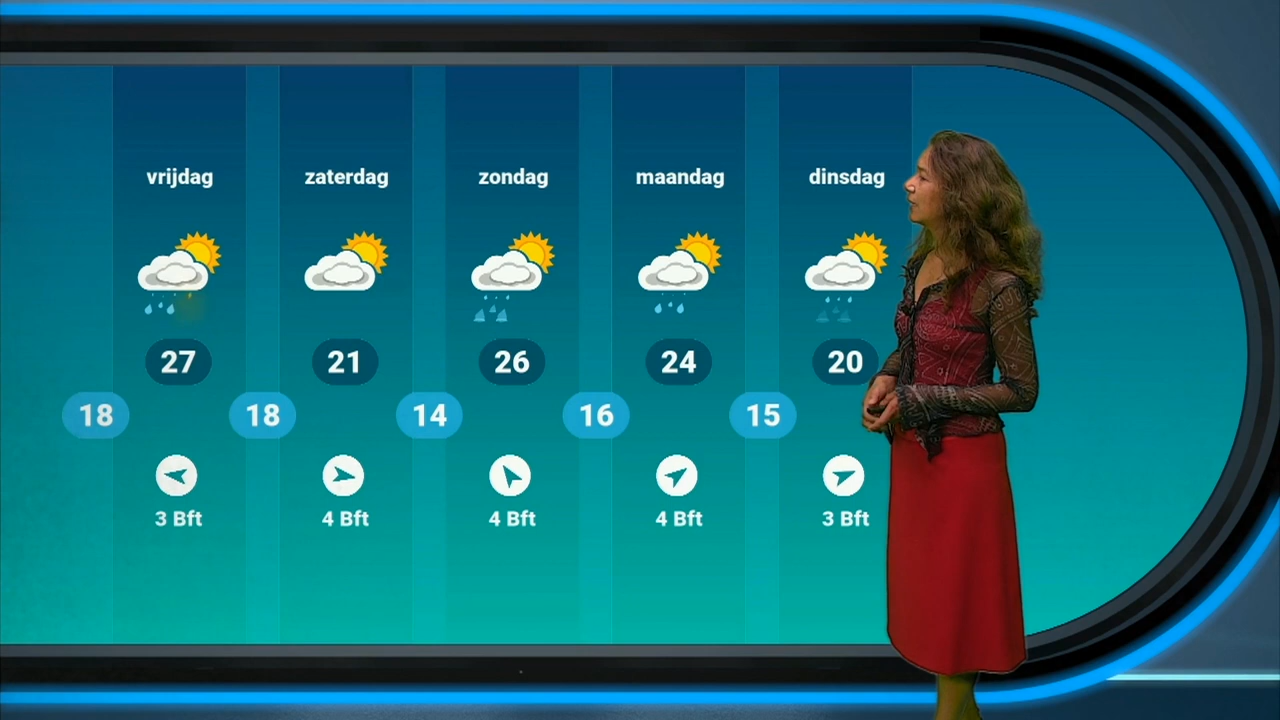 vrijdag zaterdag zondag maandag dinsdag
27 21 26 24 20
18 18 14 16 15
3 Bft 4 Bft 4 Bft 4 Bft 3 Bft